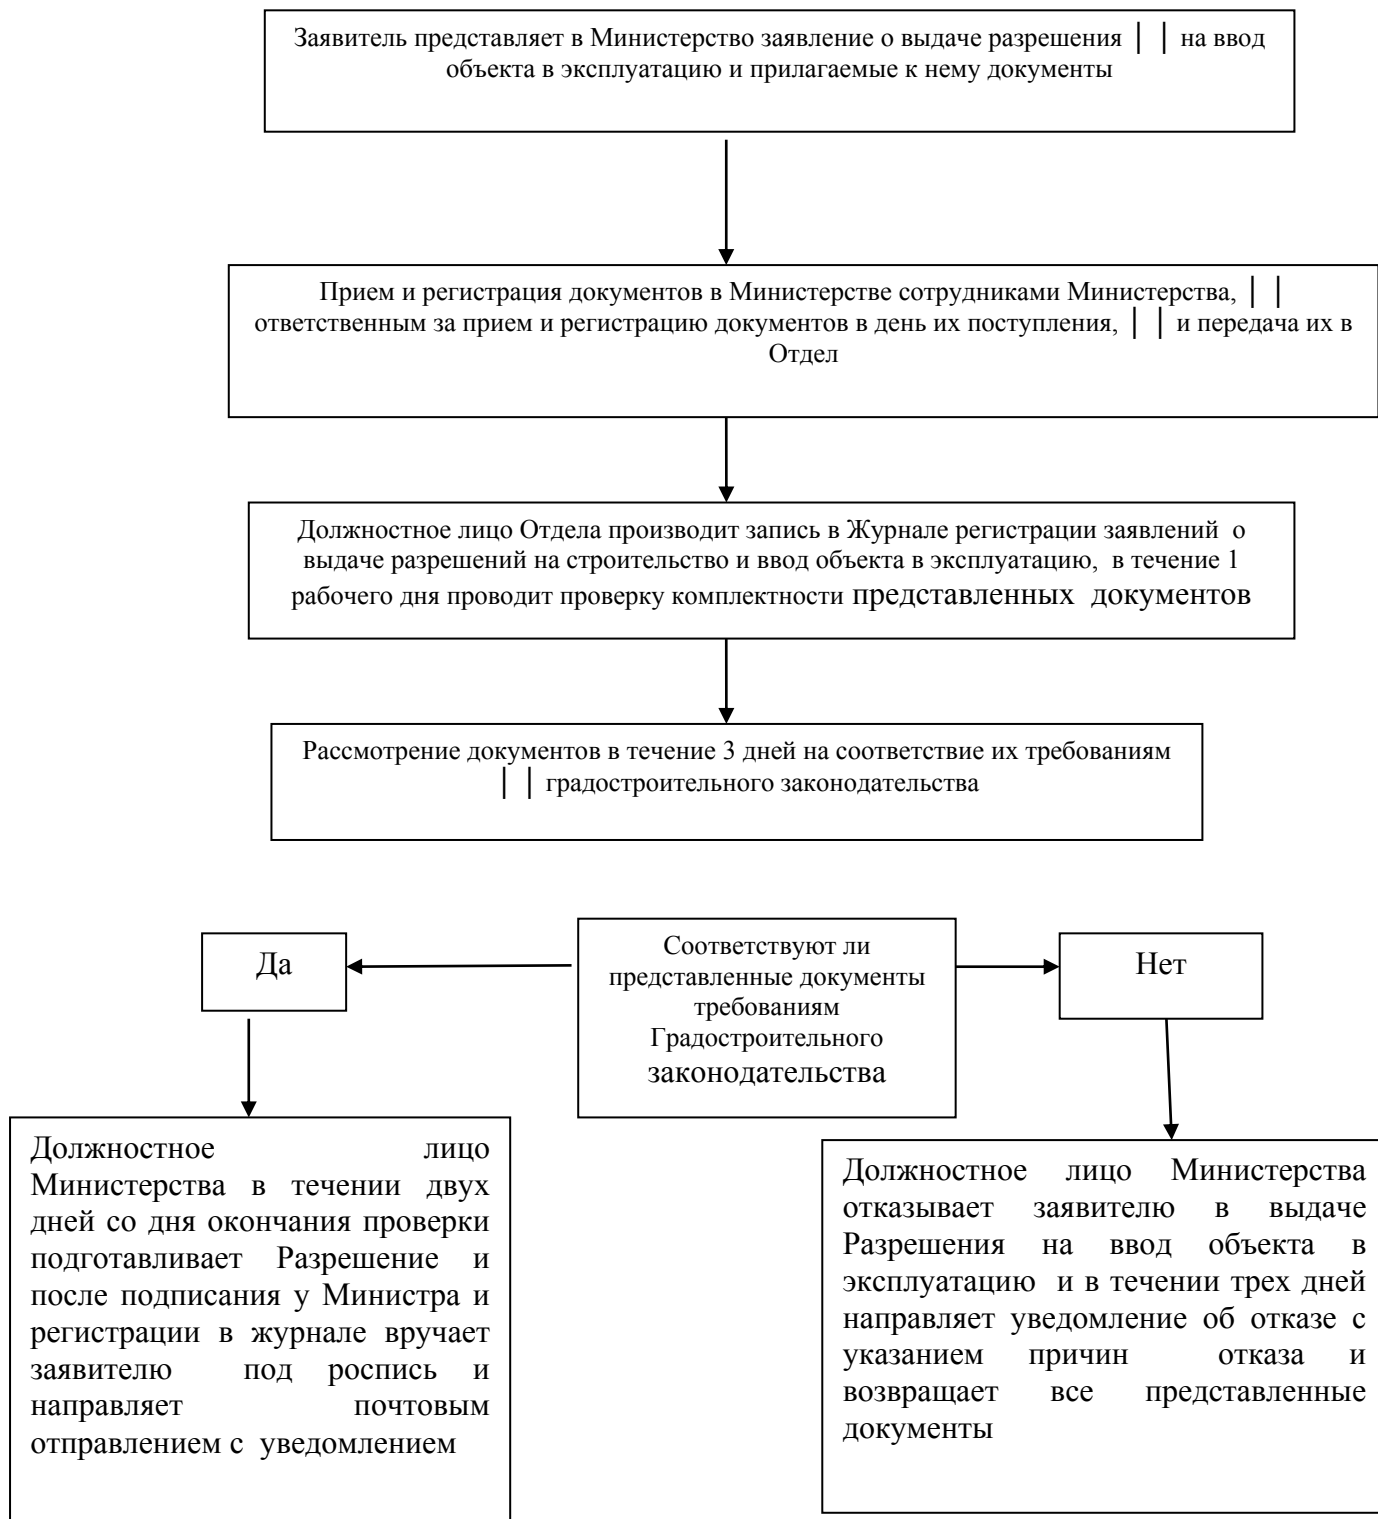 Заявитель представляет в Министерство заявление о выдаче разрешения │ │ на ввод
объекта в эксплуатацию и прилагаемые к нему документы
Прием и регистрация документов в Министерстве сотрудниками Министерства, │ │
ответственным за прием и регистрацию документов в день их поступления, │ │ и передача их в
Отдел
Должностное лицо Отдела производит запись в Журнале регистрации заявлений о
выдаче разрешений на строительство и ввод объекта в эксплуатацию, в течение 1
рабочего дня проводит проверку комплектности представленных документов
Рассмотрение документов в течение 3 дней на соответствие их требованиям
│ │ градостроительного законодательства
Да
Соответствуют ли
представленные документы
требованиям
Градостроительного
законодательства
Нет
Должностное лицо
Министерства в течении двух
дней со дня окончания проверки
подготавливает Разрешение и
после подписания у Министра и
регистрации в журнале вручает
заявителю под роспись и
направляет почтовым
отправлением с уведомлением
Должностное лицо Министерства
отказывает заявителю в выдаче
Разрешения на ввод объекта в
эксплуатацию и в течении трех дней
направляет уведомление об отказе с
указанием причин отказа и
возвращает все представленные
документы